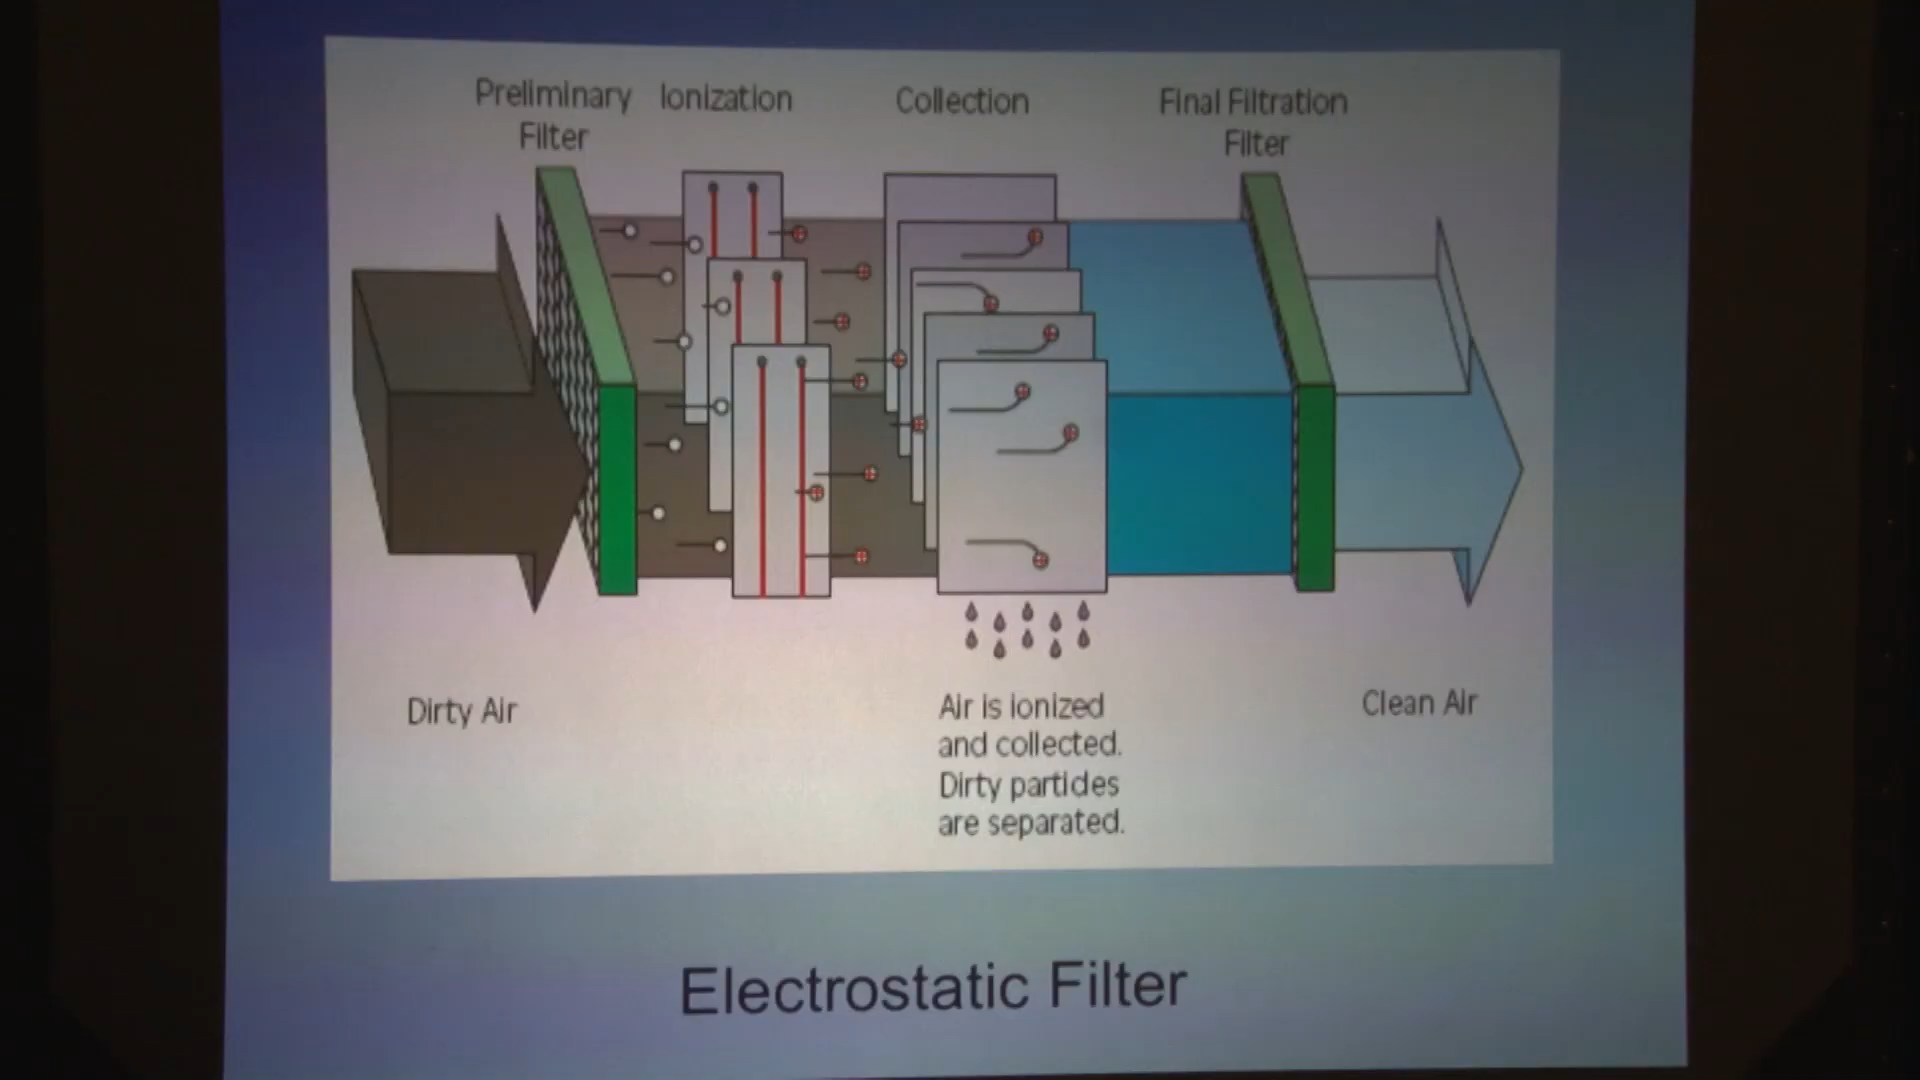 Preliminary
Filter
Ionization
Collection
Final Filtration
Filter
Dirty Air
Air is ionized
and collected.
Dirty particles
are separated.
Clean Air
Electrostatic Filter